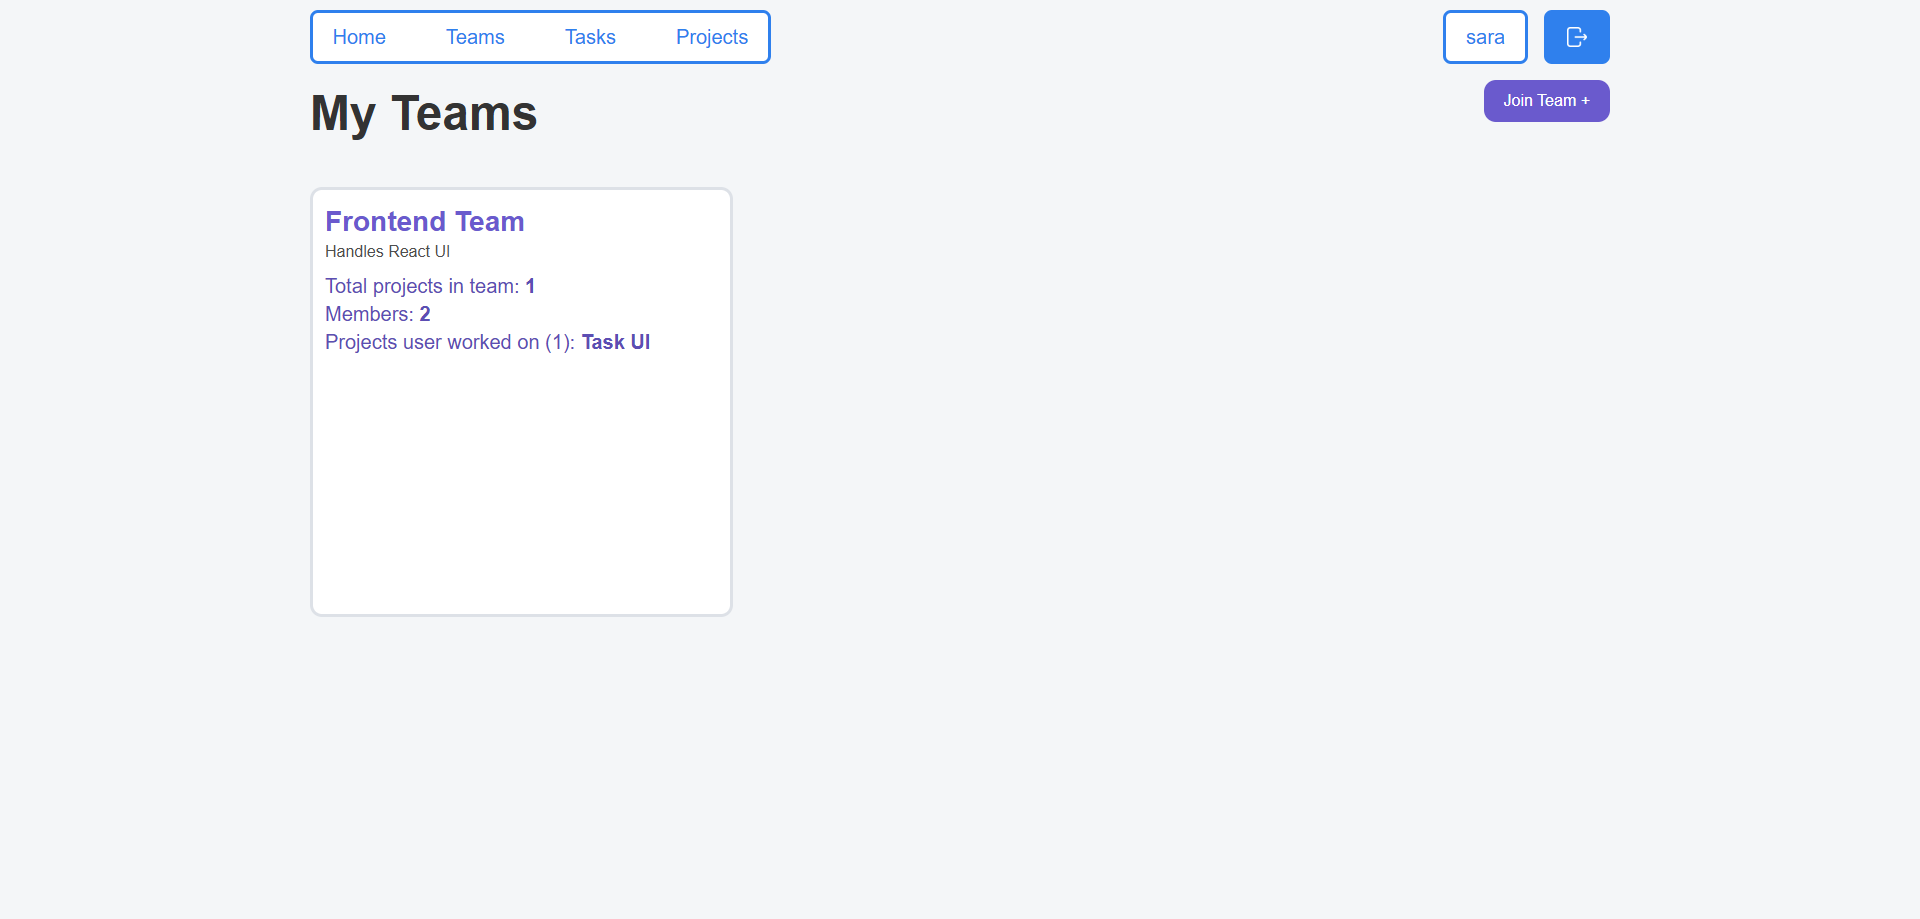 Home Teams Tasks Projects sara
My Teams
Join Team +
Frontend Team
Handles React UI
Total projects in team: 1
Members: 2
Projects user worked on (1): Task UI